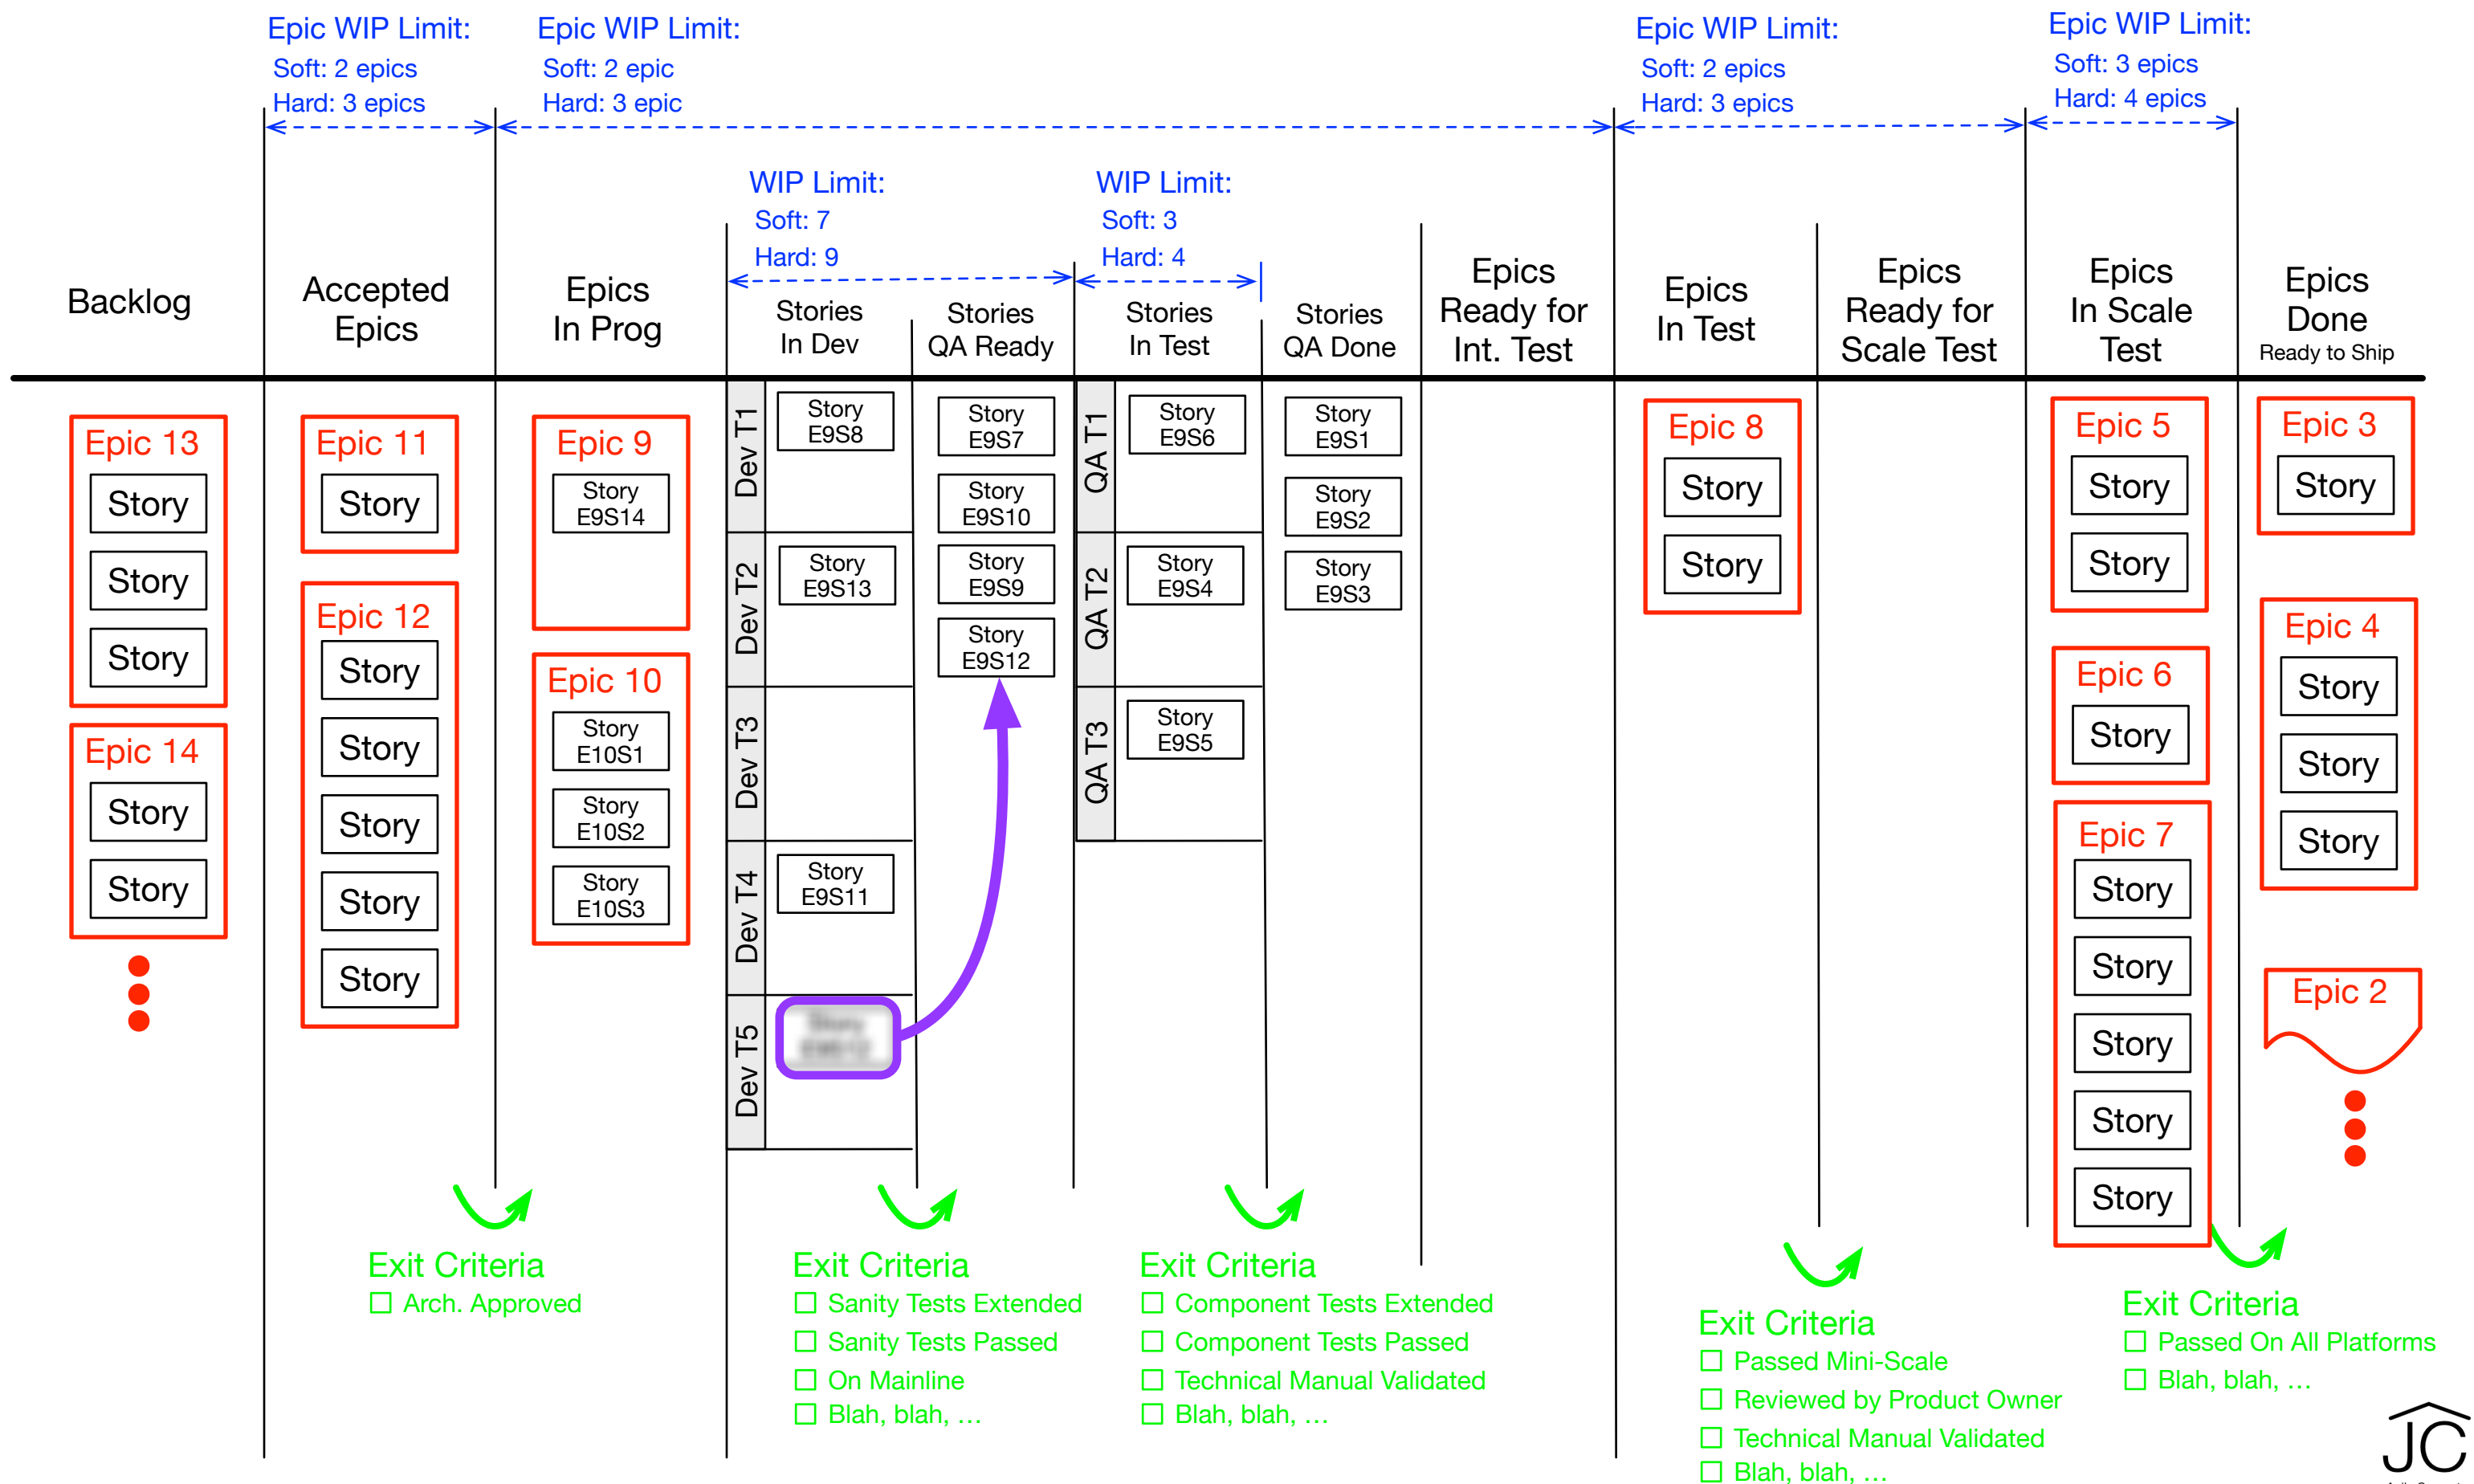 Epic WIP Limit:
Soft: 2 epics
Hard: 3 epics
Epic WIP Limit:
Soft: 2 epic
Hard: 3 epic
Epic WIP Limit:
Soft: 2 epics
Hard: 3 epics
Epic WIP Limit:
Soft: 3 epics
Hard: 4 epics
WIP Limit:
Soft: 7
Hard: 9
WIP Limit:
Soft: 3
Hard: 4
Backlog
Accepted
Epics
Epics
In Prog
Stories
In Dev
Stories
QA Ready
Stories
In Test
Stories
QA Done
Epics
Ready for
Int. Test
Epics
In Test
Epics
Ready for
Scale Test
Epics
In Scale
Test
Epics
Done
Ready to Ship
Epic 13
Story
Story
Story
Epic 14
Story
Story
Epic 11
Story
Epic 12
Story
Story
Story
Story
Story
Epic 9
Story
E9S14
Epic 10
Story
E10S1
Story
E10S2
Story
E10S3
Dev T1
Story
E9S8
Dev T2
Story
E9S13
Dev T3
Dev T4
Story
E9S11
Dev T5
Story
E9S7
Story
E9S10
Story
E9S9
Story
E9S12
QA T1
Story
E9S6
QA T2
Story
E9S4
QA T3
Story
E9S5
Story
E9S1
Story
E9S2
Story
E9S3
Epic 8
Story
Story
Epic 5
Story
Story
Epic 6
Story
Epic 7
Story
Story
Story
Story
Story
Epic 3
Story
Epic 4
Story
Story
Story
Epic 2
Exit Criteria
Arch. Approved
Exit Criteria
Sanity Tests Extended
Sanity Tests Passed
On Mainline
Blah, blah, …
Exit Criteria
Component Tests Extended
Component Tests Passed
Technical Manual Validated
Blah, blah, …
Exit Criteria
Passed Mini-Scale
Reviewed by Product Owner
Technical Manual Validated
Blah, blah, …
Exit Criteria
Passed On All Platforms
Blah, blah, …
JC